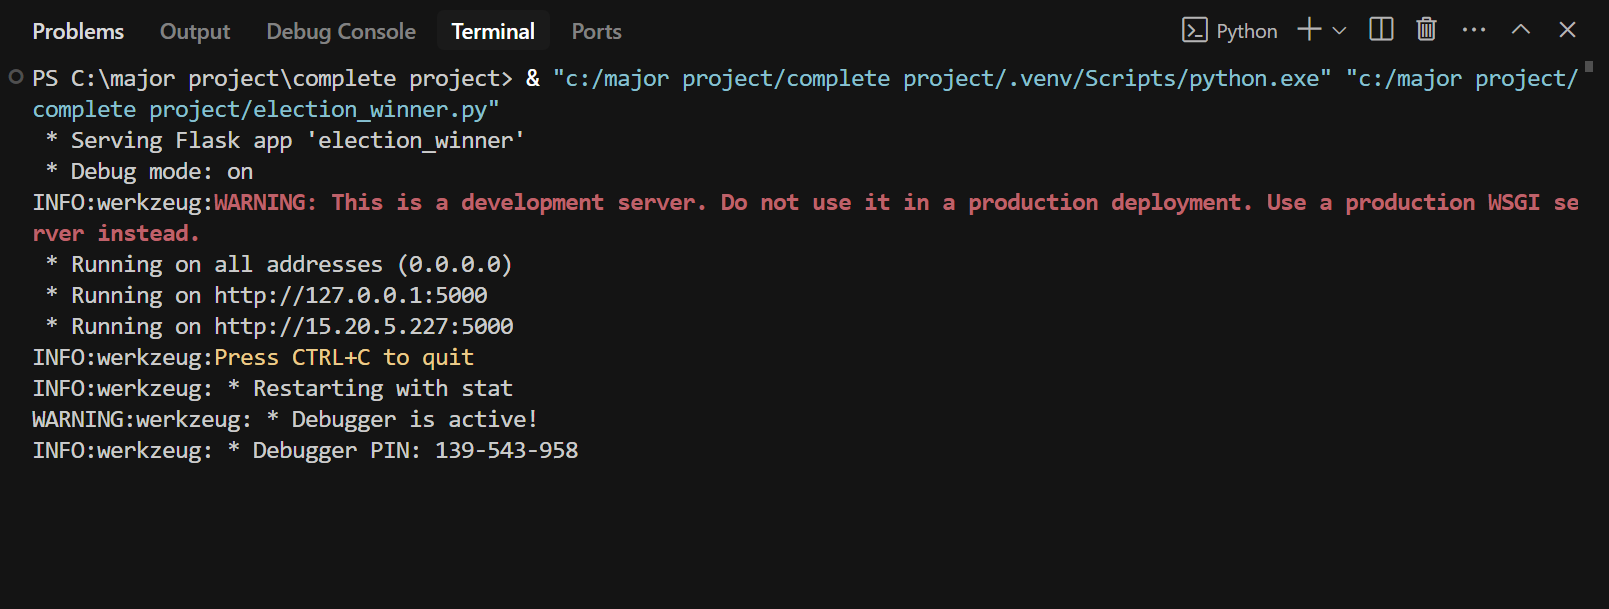 Problems Output Debug Console Terminal Ports Python
PS C:\major project\complete project> & "c:/major project/complete project/.venv/Scripts/python.exe" "c:/major project/
complete project/election_winner.py"
 * Serving Flask app 'election_winner'
 * Debug mode: on
INFO:werkzeug:WARNING: This is a development server. Do not use it in a production deployment. Use a production WSGI se
rver instead.
 * Running on all addresses (0.0.0.0)
 * Running on http://127.0.0.1:5000
 * Running on http://15.20.5.227:5000
INFO:werkzeug:Press CTRL+C to quit
INFO:werkzeug: * Restarting with stat
WARNING:werkzeug: * Debugger is active!
INFO:werkzeug: * Debugger PIN: 139-543-958